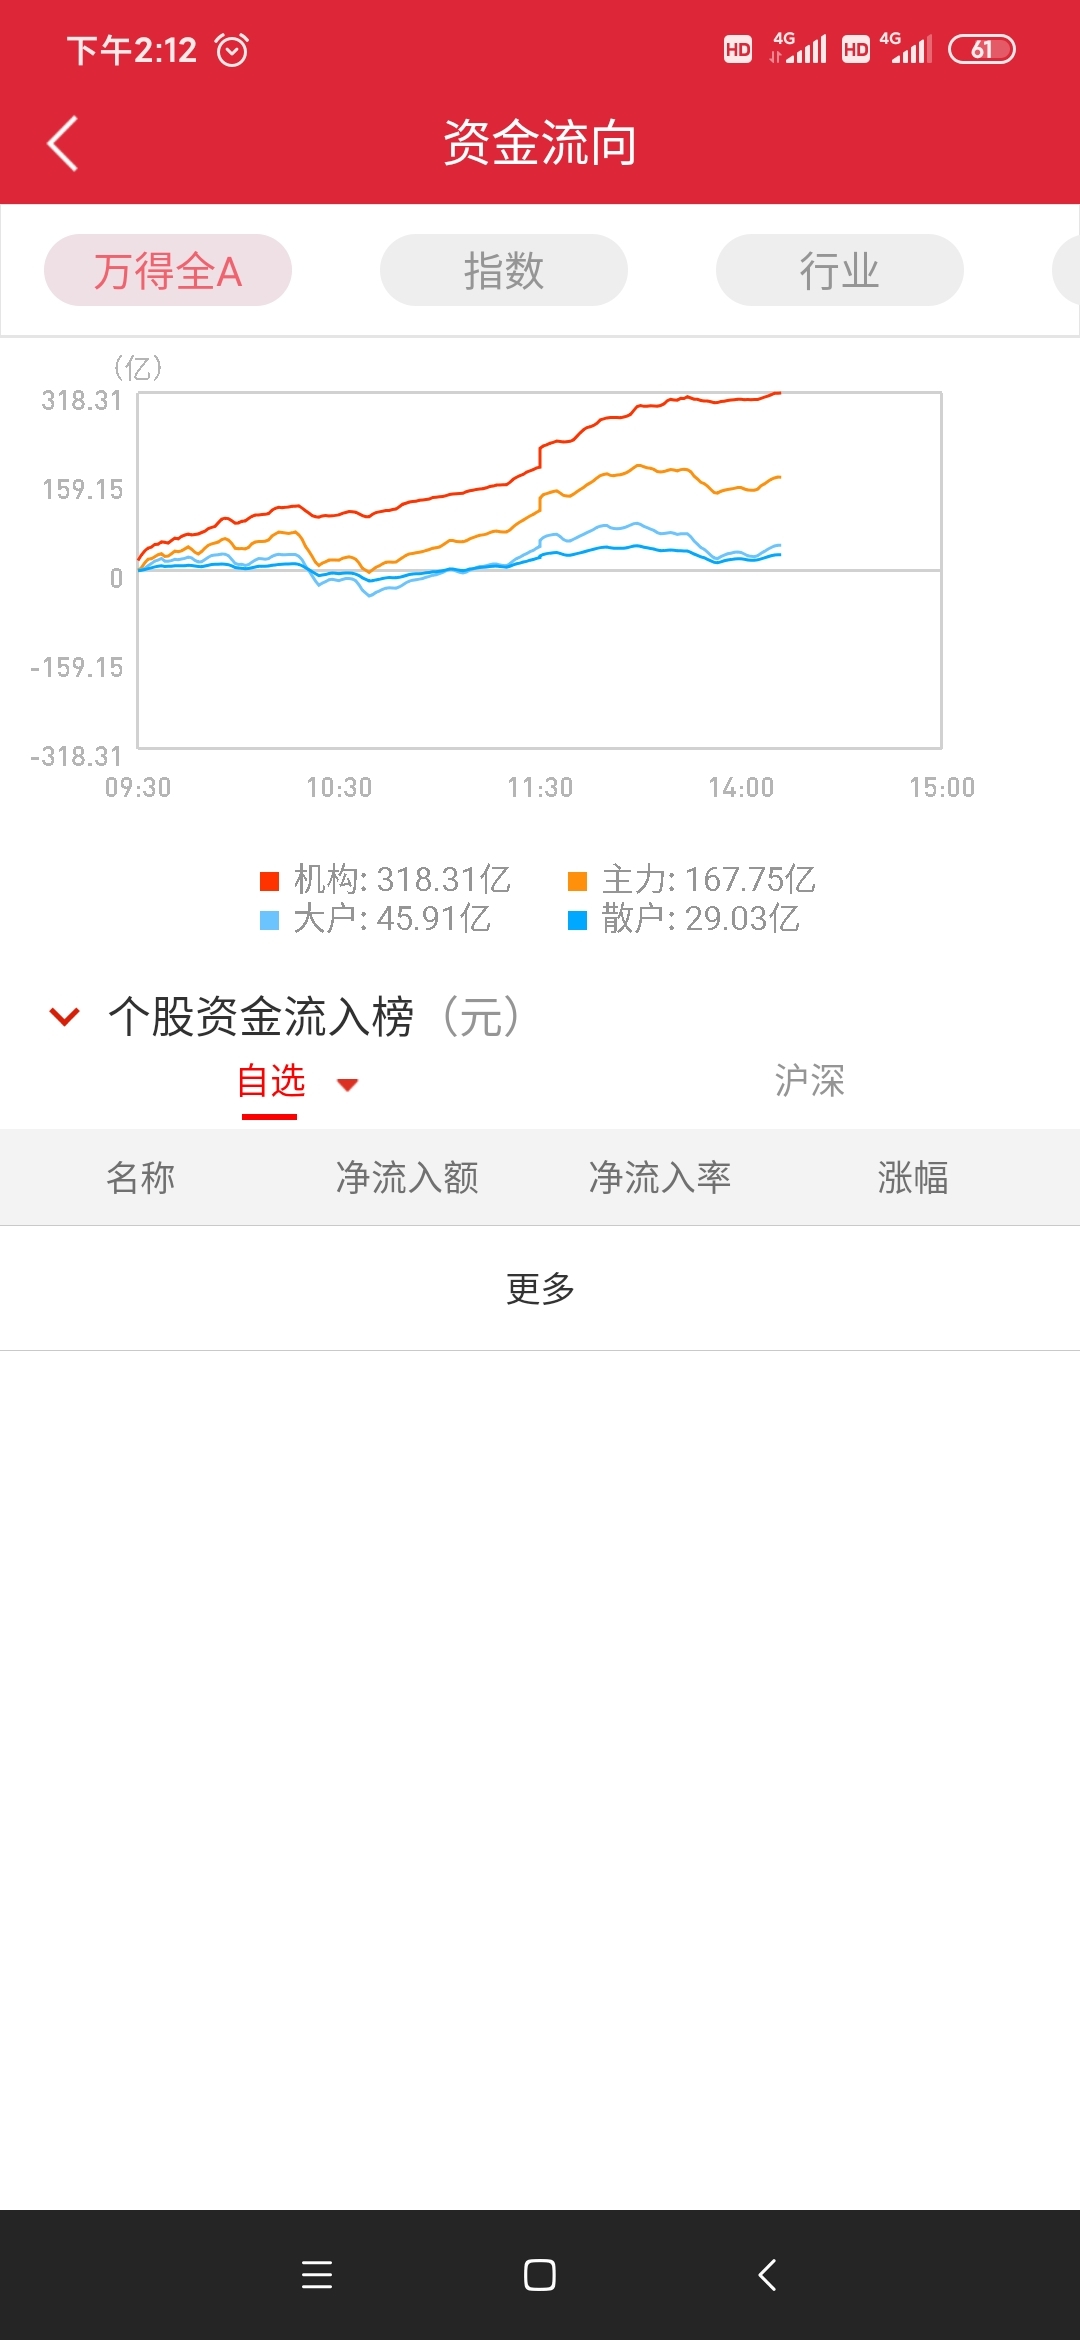 下午2:12 HD 4G HD 4G 61
资金流向
万得全A 指数 行业
(亿)
318.31
159.15
0
-159.15
-318.31
09:30 10:30 11:30 14:00 15:00
机构: 318.31亿 主力: 167.75亿
大户: 45.91亿 散户: 29.03亿
个股资金流入榜（元）
自选 沪深
名称 净流入额 净流入率 涨幅
更多